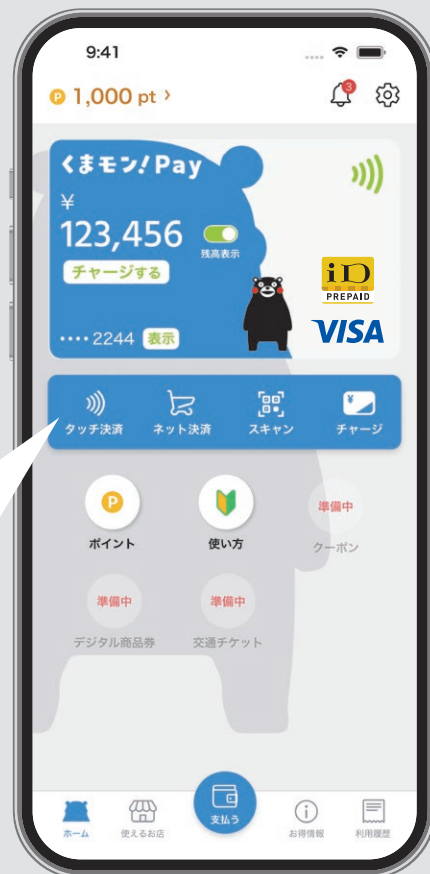 9:41
P 1,000 pt >
3
くまモン!Pay
¥
123,456
残高表示
チャージする
iD
PREPAID
VISA
••••2244 表示
タッチ決済 ネット決済 スキャン チャージ
P
ポイント 使い方 準備中
クーポン
準備中 準備中
デジタル商品券 交通チケット
ホーム 使えるお店 支払う お得情報 利用履歴